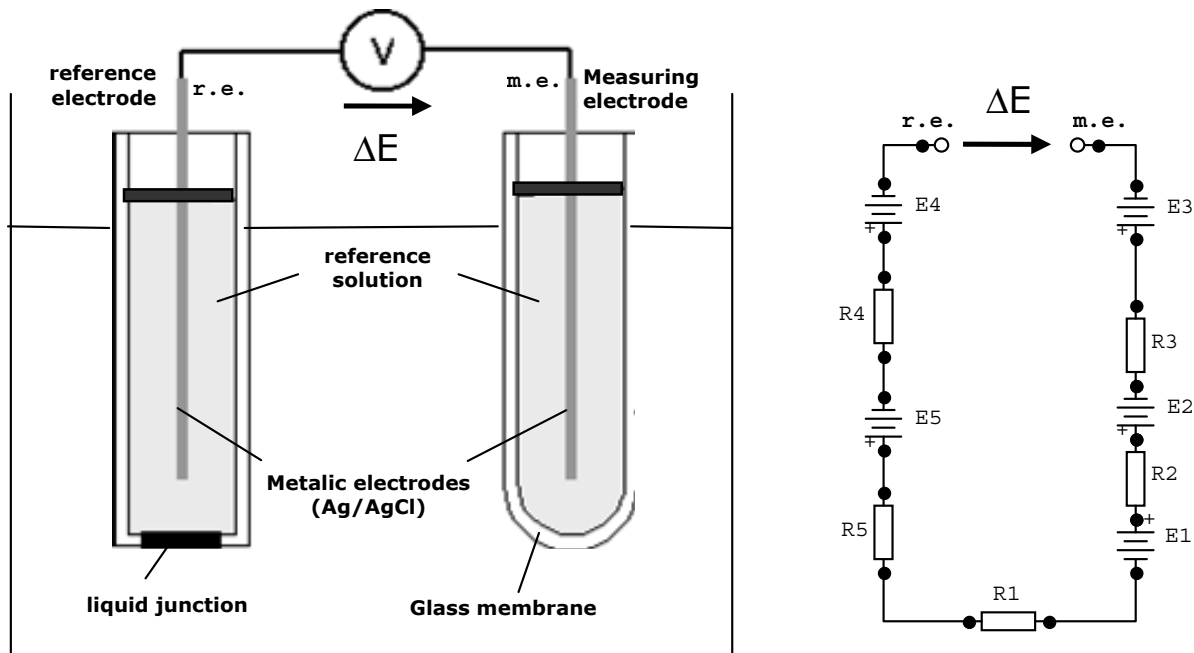 V
reference
electrode
r.e.
m.e.
Measuring
electrode
ΔE
reference
solution
Metalic electrodes
(Ag/AgCl)
liquid junction
Glass membrane
ΔE
r.e.
m.e.
E4
+
E3
+
R4
R3
E5
+
E2
+
R2
R5
+
E1
R1